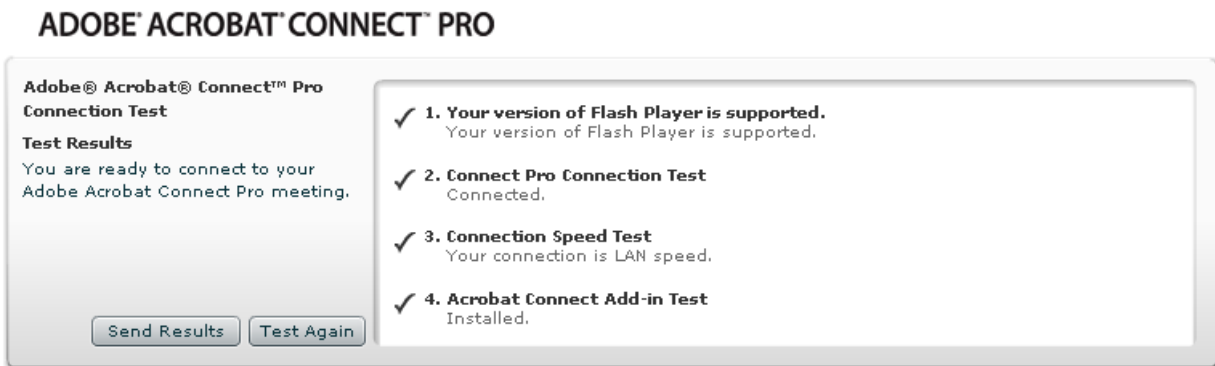 ADOBE® ACROBAT® CONNECT™ PRO
Adobe® Acrobat® Connect™ Pro
Connection Test
Test Results
You are ready to connect to your
Adobe Acrobat Connect Pro meeting.
Send Results
Test Again
1. Your version of Flash Player is supported.
Your version of Flash Player is supported.
2. Connect Pro Connection Test
Connected.
3. Connection Speed Test
Your connection is LAN speed.
4. Acrobat Connect Add-in Test
Installed.